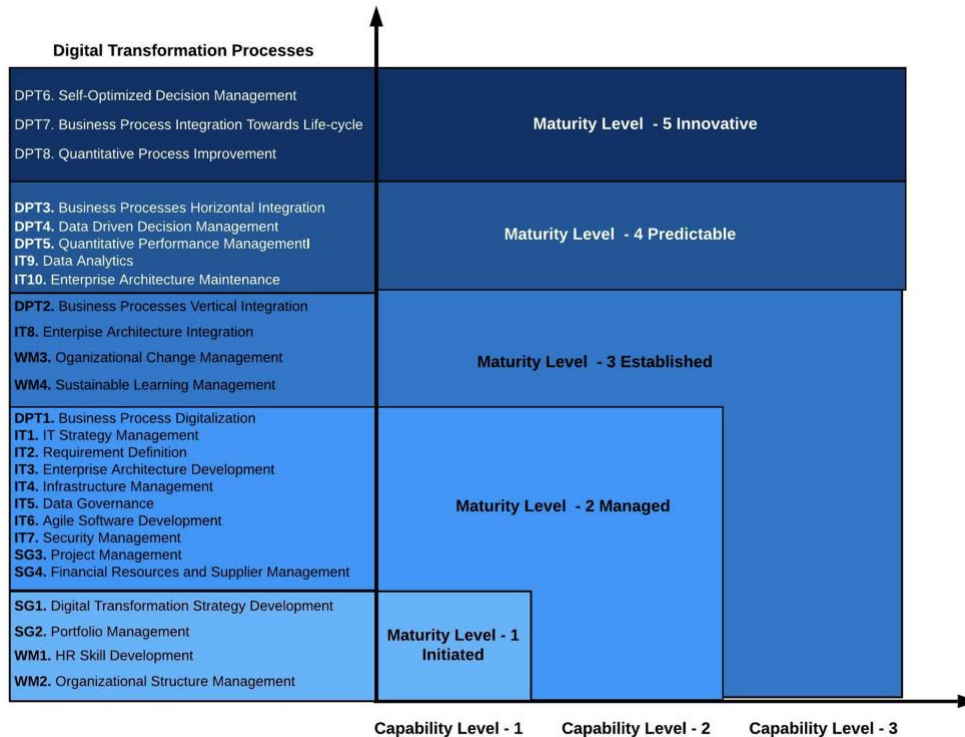 Digital Transformation Processes
DPT6. Self-Optimized Decision Management
DPT7. Business Process Integration Towards Life-cycle
DPT8. Quantitative Process Improvement
Maturity Level - 5 Innovative
DPT3. Business Processes Horizontal Integration
DPT4. Data Driven Decision Management
DPT5. Quantitative Performance Managementl
IT9. Data Analytics
IT10. Enterprise Architecture Maintenance
Maturity Level - 4 Predictable
DPT2. Business Processes Vertical Integration
IT8. Enterpise Architecture Integration
WM3. Oganizational Change Management
WM4. Sustainable Learning Management
Maturity Level - 3 Established
DPT1. Business Process Digitalization
IT1. IT Strategy Management
IT2. Requirement Definition
IT3. Enterprise Architecture Development
IT4. Infrastructure Management
IT5. Data Governance
IT6. Agile Software Development
IT7. Security Management
SG3. Project Management
SG4. Financial Resources and Supplier Management
Maturity Level - 2 Managed
SG1. Digital Transformation Strategy Development
SG2. Portfolio Management
WM1. HR Skill Development
WM2. Organizational Structure Management
Maturity Level - 1
Initiated
Capability Level - 1
Capability Level - 2
Capability Level - 3